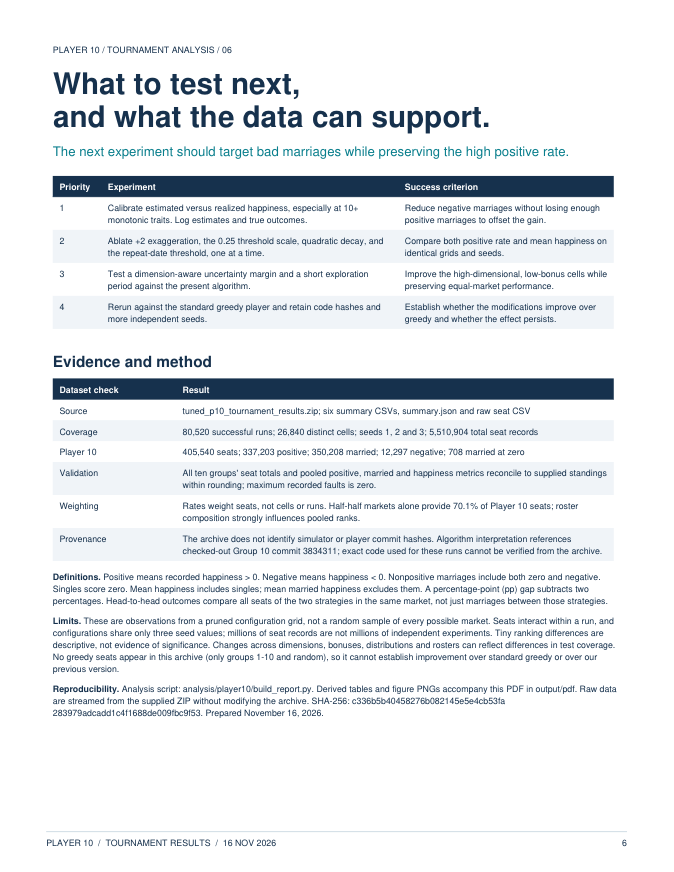 PLAYER 10 / TOURNAMENT ANALYSIS / 06
What to test next,
and what the data can support.
The next experiment should target bad marriages while preserving the high positive rate.
Priority Experiment Success criterion
1 Calibrate estimated versus realized happiness, especially at 10+ Reduce negative marriages without losing enough
monotonic traits. Log estimates and true outcomes. positive marriages to offset the gain.
2 Ablate +2 exaggeration, the 0.25 threshold scale, quadratic decay, and Compare both positive rate and mean happiness on
the repeat-date threshold, one at a time. identical grids and seeds.
3 Test a dimension-aware uncertainty margin and a short exploration Improve the high-dimensional, low-bonus cells while
period against the present algorithm. preserving equal-market performance.
4 Rerun against the standard greedy player and retain code hashes and Establish whether the modifications improve over
more independent seeds. greedy and whether the effect persists.
Evidence and method
Dataset check Result
Source tuned_p10_tournament_results.zip; six summary CSVs, summary.json and raw seat CSV
Coverage 80,520 successful runs; 26,840 distinct cells; seeds 1, 2 and 3; 5,510,904 total seat records
Player 10 405,540 seats; 337,203 positive; 350,208 married; 12,297 negative; 708 married at zero
Validation All ten groups' seat totals and pooled positive, married and happiness metrics reconcile to supplied standings
within rounding; maximum recorded faults is zero.
Weighting Rates weight seats, not cells or runs. Half-half markets alone provide 70.1% of Player 10 seats; roster
composition strongly influences pooled ranks.
Provenance The archive does not identify simulator or player commit hashes. Algorithm interpretation references
checked-out Group 10 commit 3834311; exact code used for these runs cannot be verified from the archive.
Definitions. Positive means recorded happiness > 0. Negative means happiness < 0. Nonpositive marriages include both zero and negative.
Singles score zero. Mean happiness includes singles; mean married happiness excludes them. A percentage-point (pp) gap subtracts two
percentages. Head-to-head outcomes compare all seats of the two strategies in the same market, not just marriages between those strategies.
Limits. These are observations from a pruned configuration grid, not a random sample of every possible market. Seats interact within a run, and
configurations share only three seed values; millions of seat records are not millions of independent experiments. Tiny ranking differences are
descriptive, not evidence of significance. Changes across dimensions, bonuses, distributions and rosters can reflect differences in test coverage.
No greedy seats appear in this archive (only groups 1-10 and random), so it cannot establish improvement over standard greedy or over our
previous version.
Reproducibility. Analysis script: analysis/player10/build_report.py. Derived tables and figure PNGs accompany this PDF in output/pdf. Raw data
are streamed from the supplied ZIP without modifying the archive. SHA-256: c336b5b40458276b082145e5e4cb53fa
283979adcadd1c4f1688de009fbc9f53. Prepared November 16, 2026.
PLAYER 10 / TOURNAMENT RESULTS / 16 NOV 2026 6